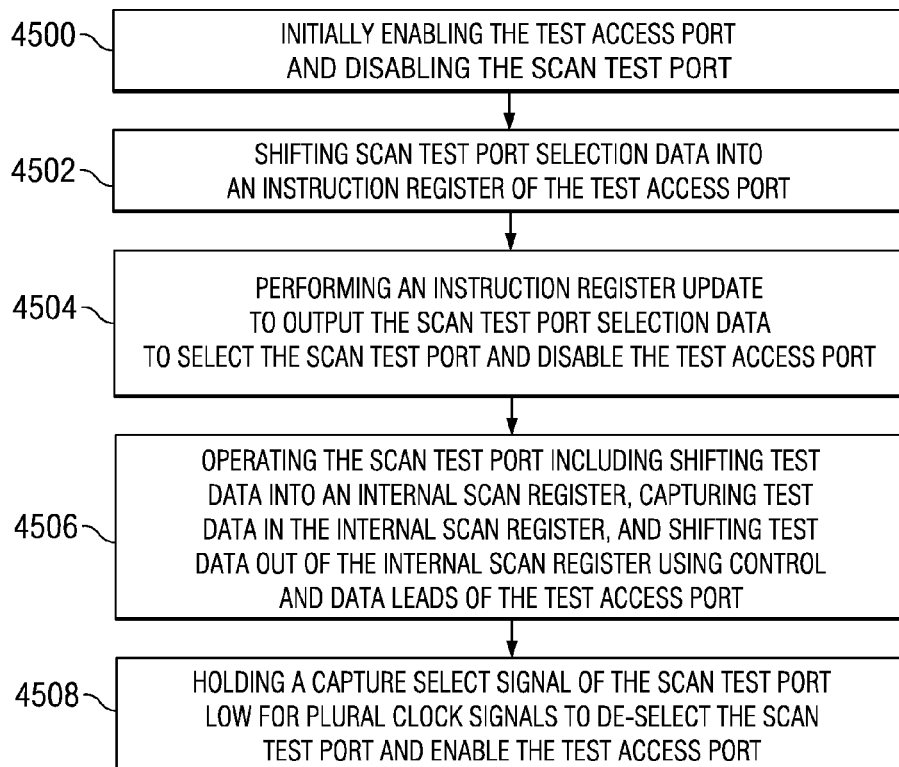 4500
INITIALLY ENABLING THE TEST ACCESS PORT
AND DISABLING THE SCAN TEST PORT
4502
SHIFTING SCAN TEST PORT SELECTION DATA INTO
AN INSTRUCTION REGISTER OF THE TEST ACCESS PORT
4504
PERFORMING AN INSTRUCTION REGISTER UPDATE
TO OUTPUT THE SCAN TEST PORT SELECTION DATA
TO SELECT THE SCAN TEST PORT AND DISABLE THE TEST ACCESS PORT
4506
OPERATING THE SCAN TEST PORT INCLUDING SHIFTING TEST
DATA INTO AN INTERNAL SCAN REGISTER, CAPTURING TEST
DATA IN THE INTERNAL SCAN REGISTER, AND SHIFTING TEST
DATA OUT OF THE INTERNAL SCAN REGISTER USING CONTROL
AND DATA LEADS OF THE TEST ACCESS PORT
4508
HOLDING A CAPTURE SELECT SIGNAL OF THE SCAN TEST PORT
LOW FOR PLURAL CLOCK SIGNALS TO DE-SELECT THE SCAN
TEST PORT AND ENABLE THE TEST ACCESS PORT